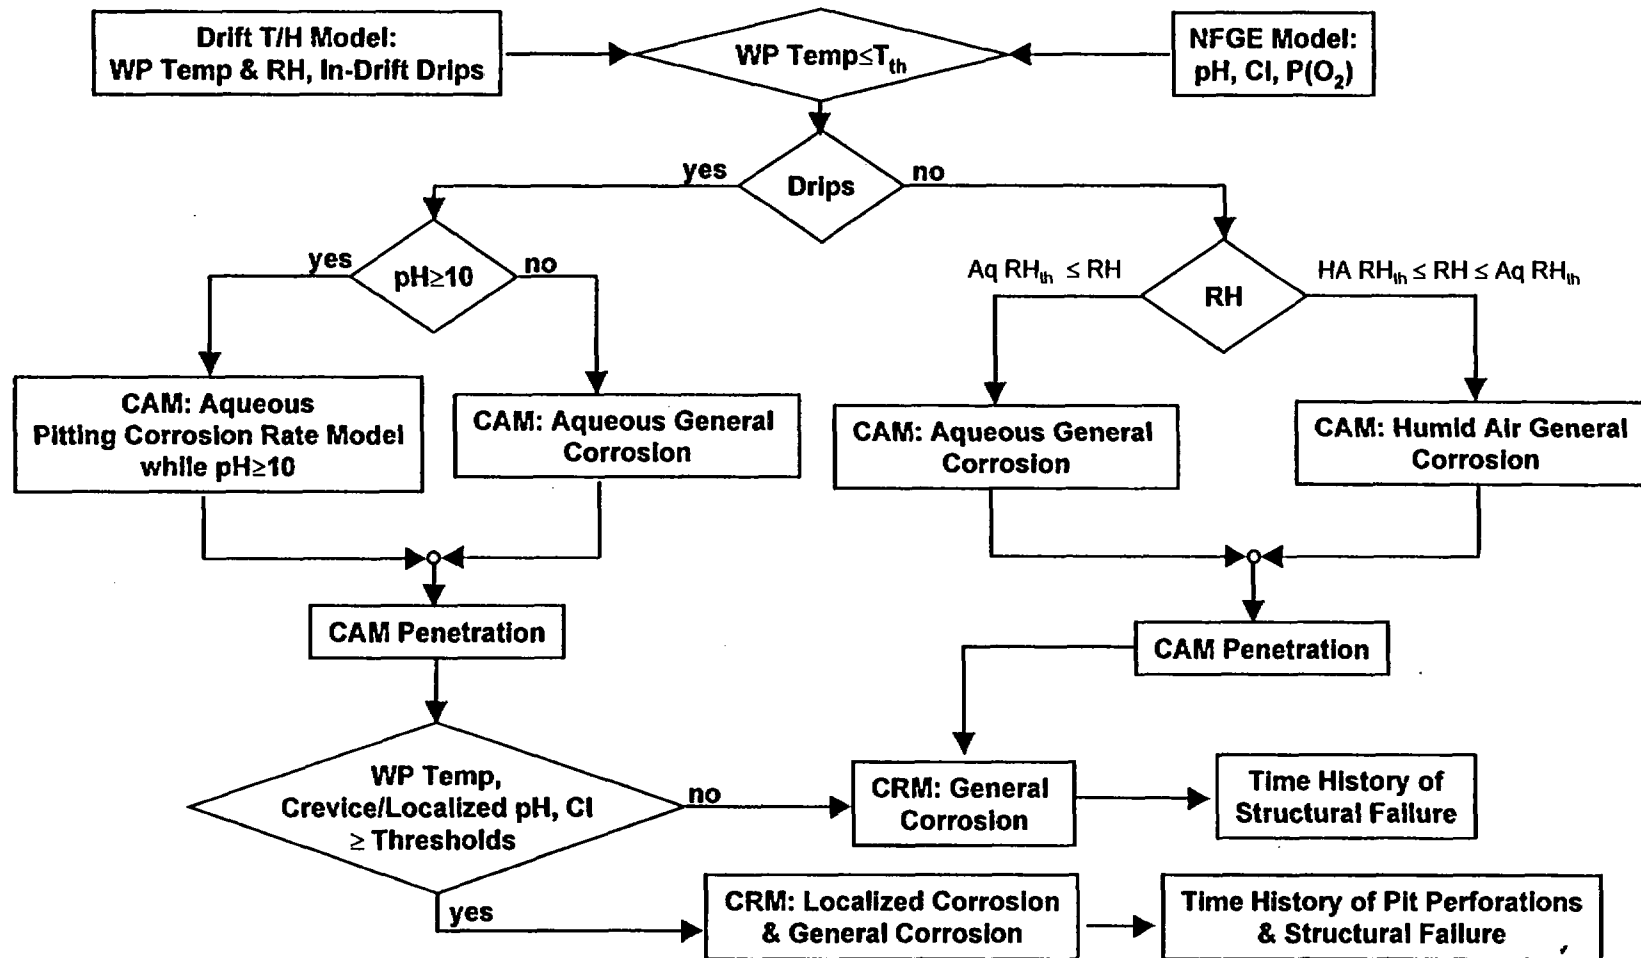 Drift T/H Model:
WP Temp & RH, In-Drift Drips
WP Temp≤T_th
NFGE Model:
pH, Cl, P(O₂)
yes
Drips
no
yes
pH≥10
no
Aq RH_th ≤ RH
RH
HA RH_th ≤ RH ≤ Aq RH_th
CAM: Aqueous
Pitting Corrosion Rate Model
while pH≥10
CAM: Aqueous General
Corrosion
CAM: Aqueous General
Corrosion
CAM: Humid Air General
Corrosion
CAM Penetration
CAM Penetration
WP Temp,
Crevice/Localized pH, Cl
≥ Thresholds
no
CRM: General
Corrosion
Time History of
Structural Failure
yes
CRM: Localized Corrosion
& General Corrosion
Time History of Pit Perforations
& Structural Failure